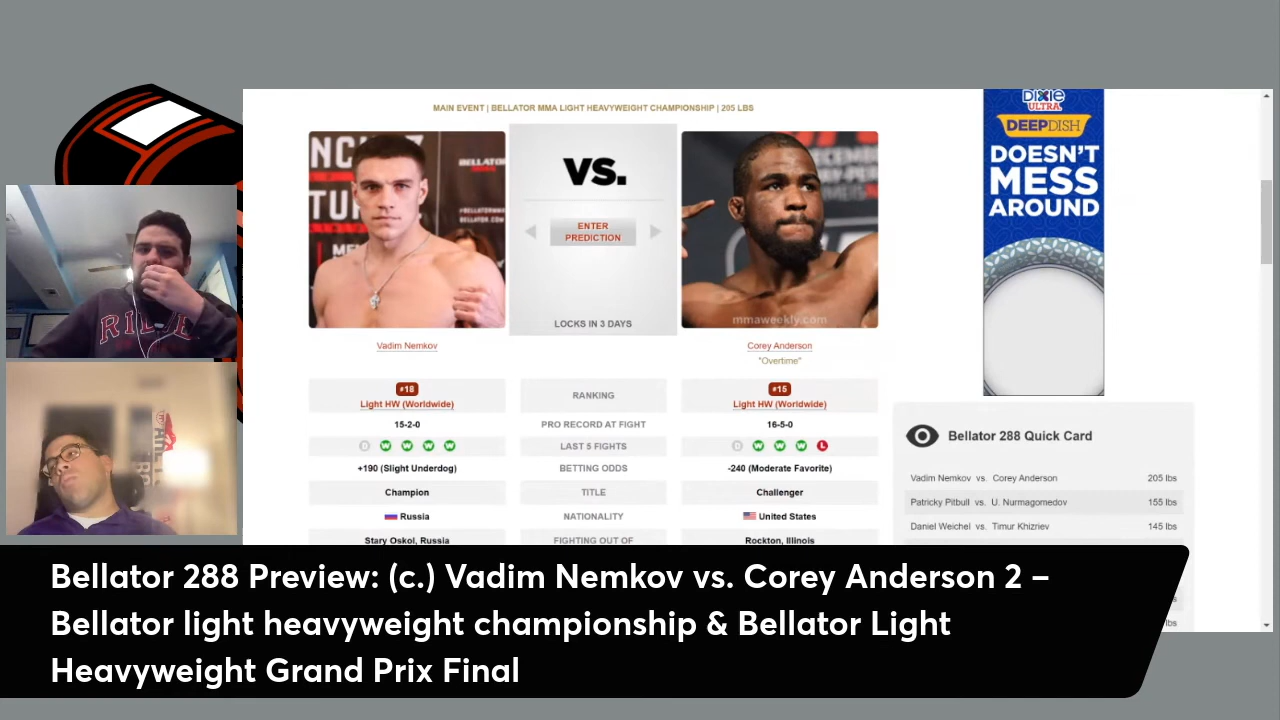 MAIN EVENT | BELLATOR MMA LIGHT HEAVYWEIGHT CHAMPIONSHIP | 205 LBS
VS.
ENTER
PREDICTION
LOCKS IN 3 DAYS
mmaweekly.com
Vadim Nemkov
Corey Anderson
"Overtime"
#18
Light HW (Worldwide)
RANKING
#15
Light HW (Worldwide)
15-2-0
PRO RECORD AT FIGHT
16-5-0
D W W W W
LAST 5 FIGHTS
D W W W L
+190 (Slight Underdog)
BETTING ODDS
-240 (Moderate Favorite)
Champion
TITLE
Challenger
Russia
NATIONALITY
United States
Stary Oskol, Russia
FIGHTING OUT OF
Rockton, Illinois
DIXIE
ULTRA
DEEPDISH
DOESN'T
MESS
AROUND
Bellator 288 Quick Card
Vadim Nemkov vs. Corey Anderson 205 lbs
Patricky Pitbull vs. U. Nurmagomedov 155 lbs
Daniel Weichel vs. Timur Khizriev 145 lbs
lbs
BELLATOR
Bellator 288 Preview: (c.) Vadim Nemkov vs. Corey Anderson 2 –
Bellator light heavyweight championship & Bellator Light
Heavyweight Grand Prix Final